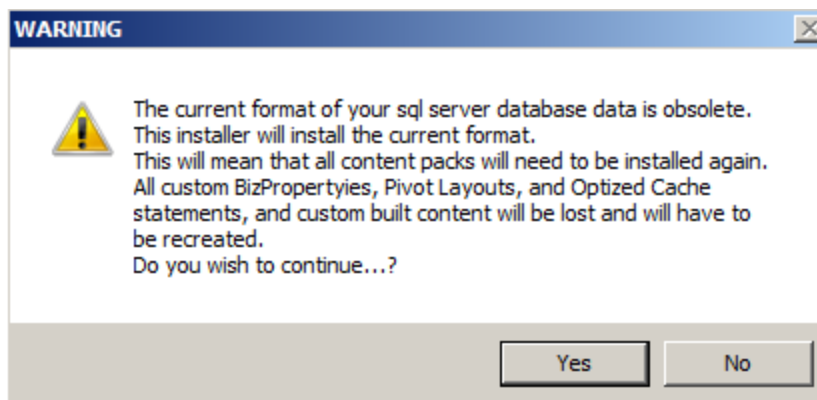 WARNING
The current format of your sql server database data is obsolete.
This installer will install the current format.
This will mean that all content packs will need to be installed again.
All custom BizPropertyies, Pivot Layouts, and Optized Cache
statements, and custom built content will be lost and will have to
be recreated.
Do you wish to continue...?
Yes No